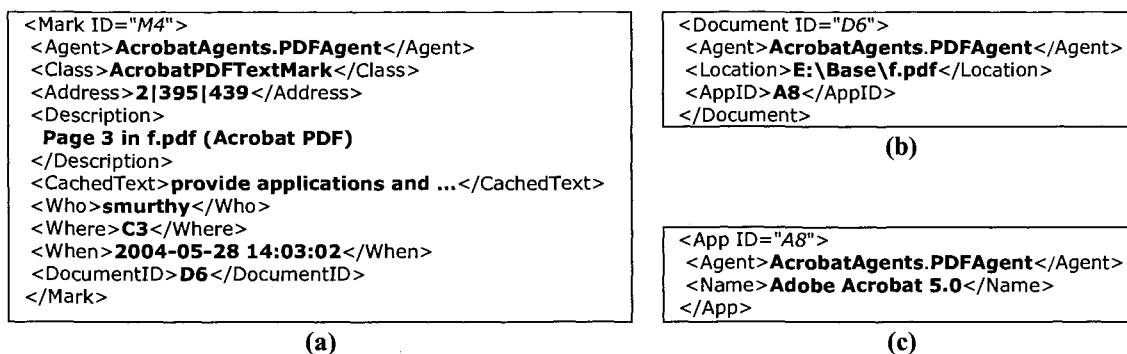 <Mark ID="M4">
<Agent>AcrobatAgents.PDFAgent</Agent>
<Class>AcrobatPDFTextMark</Class>
<Address>2|395|439</Address>
<Description>
Page 3 in f.pdf (Acrobat PDF)
</Description>
<CachedText>provide applications and ...</CachedText>
<Who>smurthy</Who>
<Where>C3</Where>
<When>2004-05-28 14:03:02</When>
<DocumentID>D6</DocumentID>
</Mark>
(a)
<Document ID="D6">
<Agent>AcrobatAgents.PDFAgent</Agent>
<Location>E:\Base\f.pdf</Location>
<AppID>A8</AppID>
</Document>
(b)
<App ID="A8">
<Agent>AcrobatAgents.PDFAgent</Agent>
<Name>Adobe Acrobat 5.0</Name>
</App>
(c)